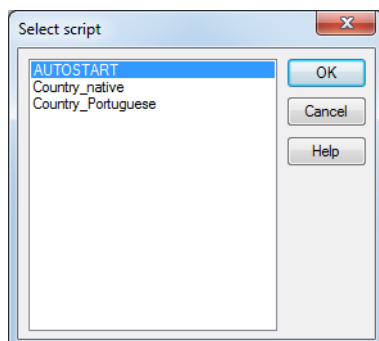 Select script
AUTOSTART
Country_native
Country_Portuguese
OK
Cancel
Help